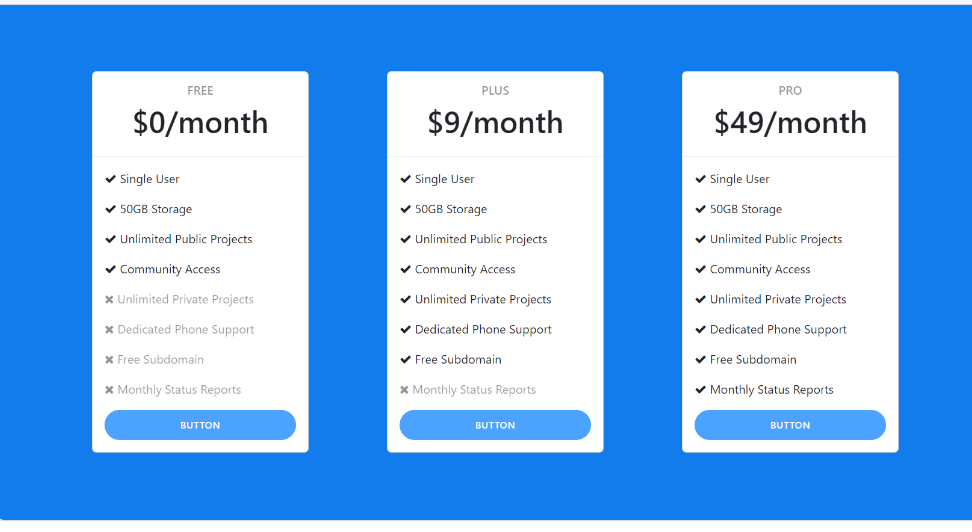 FREE
$0/month
Single User
50GB Storage
Unlimited Public Projects
Community Access
Unlimited Private Projects
Dedicated Phone Support
Free Subdomain
Monthly Status Reports
BUTTON
PLUS
$9/month
Single User
50GB Storage
Unlimited Public Projects
Community Access
Unlimited Private Projects
Dedicated Phone Support
Free Subdomain
Monthly Status Reports
BUTTON
PRO
$49/month
Single User
50GB Storage
Unlimited Public Projects
Community Access
Unlimited Private Projects
Dedicated Phone Support
Free Subdomain
Monthly Status Reports
BUTTON